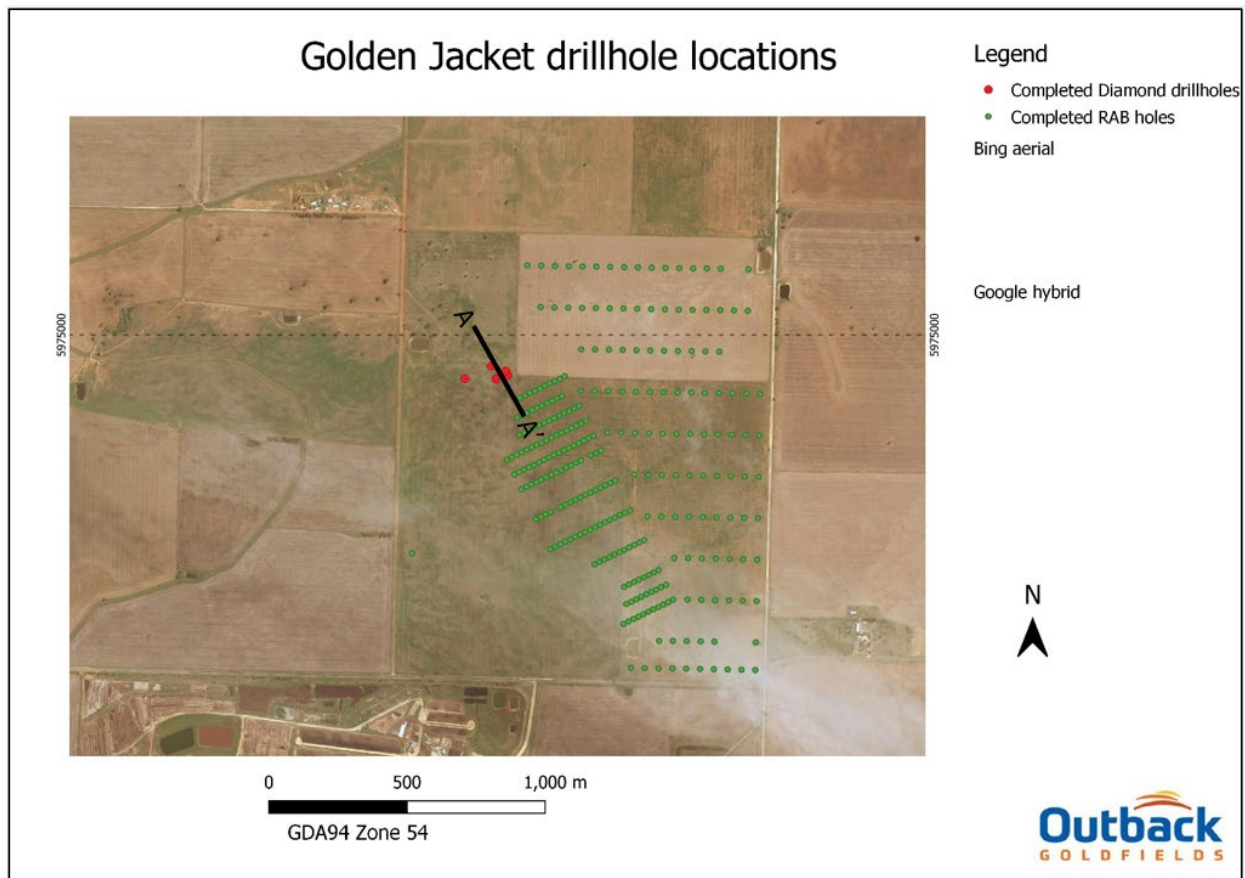 Golden Jacket drillhole locations
Legend
Completed Diamond drillholes
Completed RAB holes
Bing aerial
Google hybrid
5975000
5975000
A
A'
N
0 500 1,000 m
GDA94 Zone 54
Outback
GOLDFIELDS